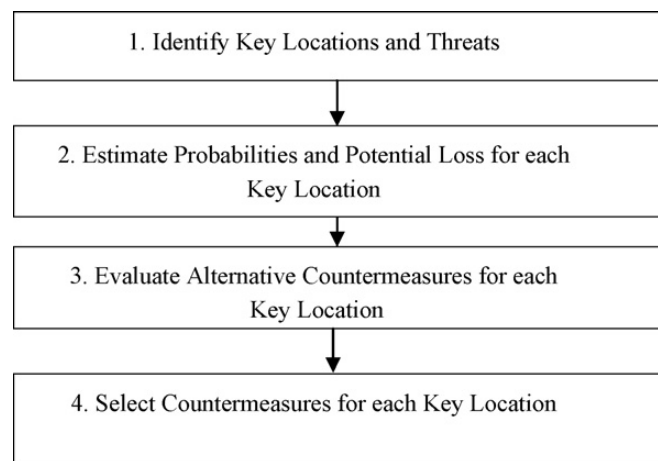 1. Identify Key Locations and Threats
2. Estimate Probabilities and Potential Loss for each
Key Location
3. Evaluate Alternative Countermeasures for each
Key Location
4. Select Countermeasures for each Key Location